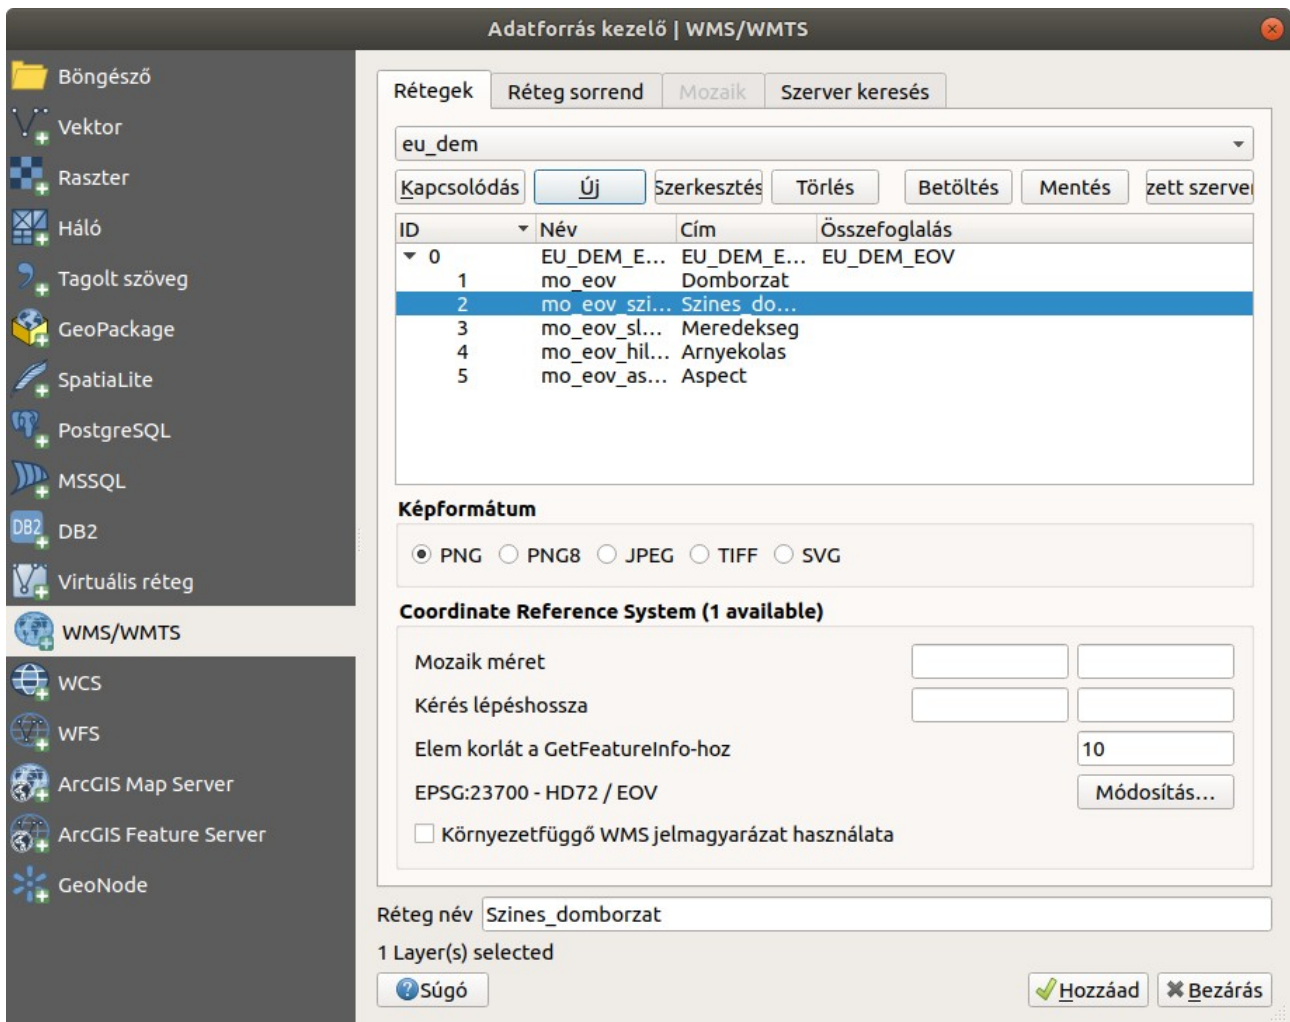 Adatforrás kezelő | WMS/WMTS
Böngésző
Vektor
Raszter
Háló
Tagolt szöveg
GeoPackage
SpatiaLite
PostgreSQL
MSSQL
DB2 DB2
Virtuális réteg
WMS/WMTS
WCS
WFS
ArcGIS Map Server
ArcGIS Feature Server
GeoNode
Rétegek Réteg sorrend Mozaik Szerver keresés
eu_dem
Kapcsolódás Új Szerkesztés Törlés Betöltés Mentés zett szerver
ID Név Cím Összefoglalás
0 EU_DEM_E... EU_DEM_E... EU_DEM_EOV
1 mo_eov Domborzat
2 mo_eov_szi... Szines_do...
3 mo_eov_sl... Meredekseg
4 mo_eov_hil... Arnyekolas
5 mo_eov_as... Aspect
Képformátum
PNG PNG8 JPEG TIFF SVG
Coordinate Reference System (1 available)
Mozaik méret
Kérés lépéshossza
Elem korlát a GetFeatureInfo-hoz 10
EPSG:23700 - HD72 / EOV Módosítás...
Környezetfüggő WMS jelmagyarázat használata
Réteg név Szines_domborzat
1 Layer(s) selected
Súgó Hozzáad Bezárás